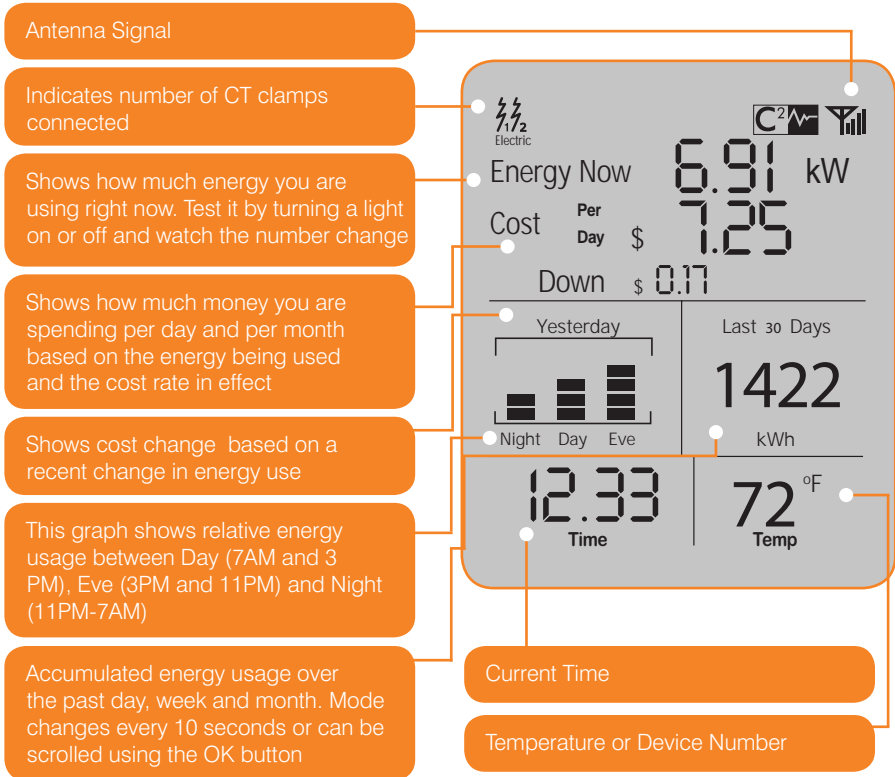 Antenna Signal
Indicates number of CT clamps
connected
Shows how much energy you are
using right now. Test it by turning a light
on or off and watch the number change
Shows how much money you are
spending per day and per month
based on the energy being used
and the cost rate in effect
Shows cost change based on a
recent change in energy use
This graph shows relative energy
usage between Day (7AM and 3
PM), Eve (3PM and 11PM) and Night
(11PM-7AM)
Accumulated energy usage over
the past day, week and month. Mode
changes every 10 seconds or can be
scrolled using the OK button
1 2
Electric
C²
Energy Now 6.91 kW
Cost Per Day $ 7.25
Down $ 0.17
Yesterday
Night Day Eve
Last 30 Days
1422
kWh
12.33
Time
72 °F
Temp
Current Time
Temperature or Device Number